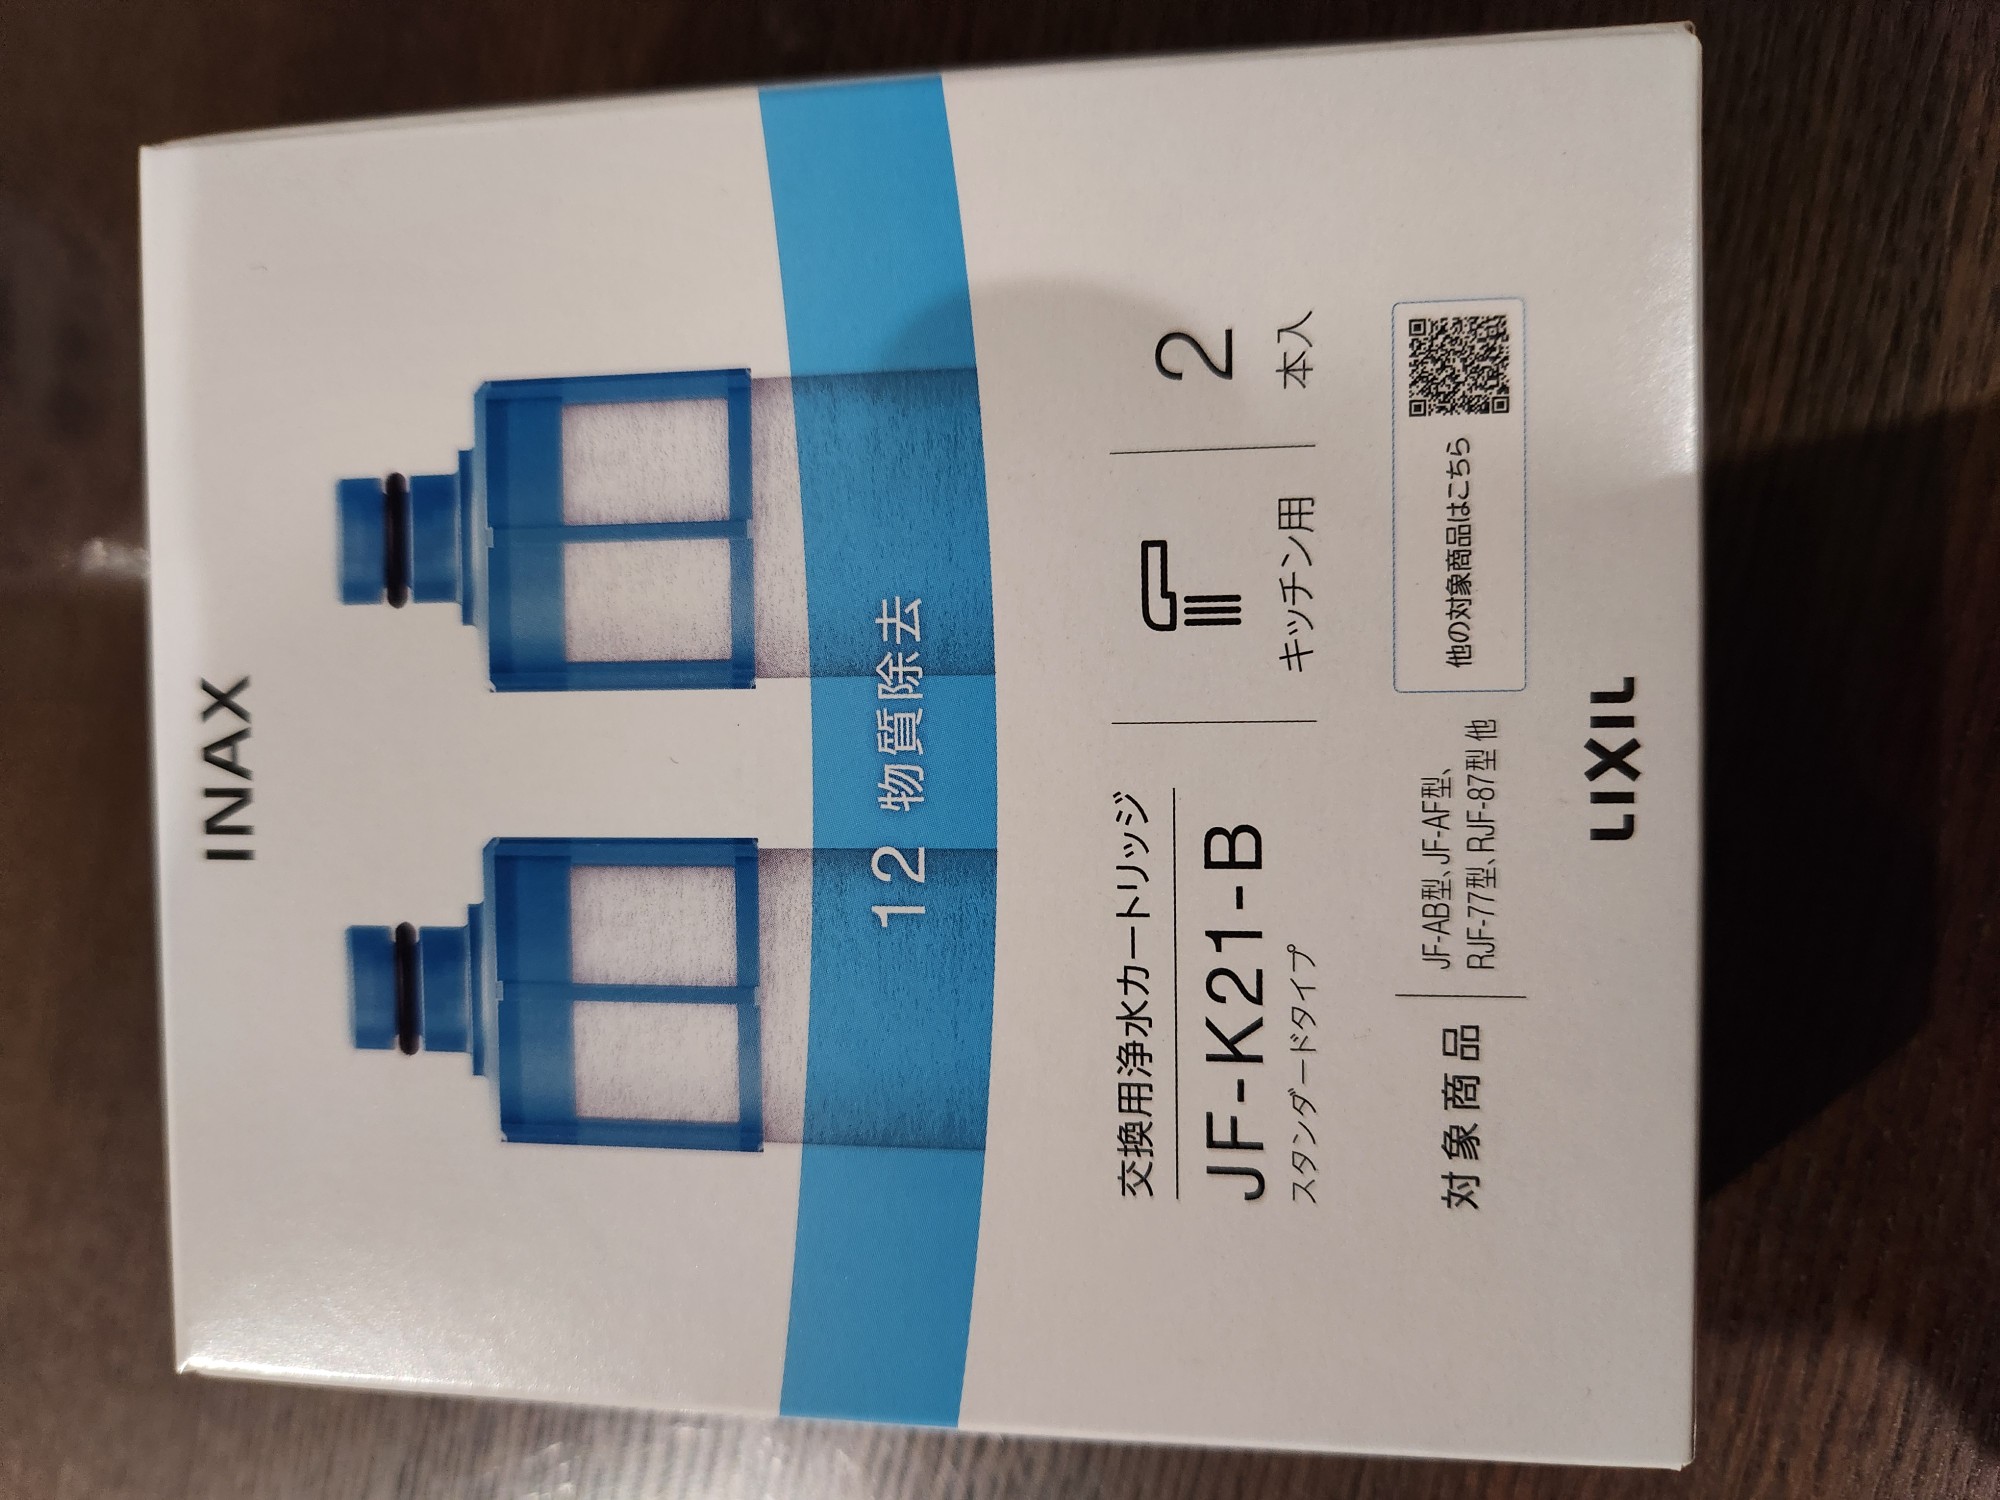 INAX
12 物質除去
交換用浄水カートリッジ
JF-K21-B
スタンダードタイプ
キッチン用
2
本入
対象商品
JF-AB型、JF-AF型、
RJF-77型、RJF-87型 他
他の対象商品はこちら
LIXIL